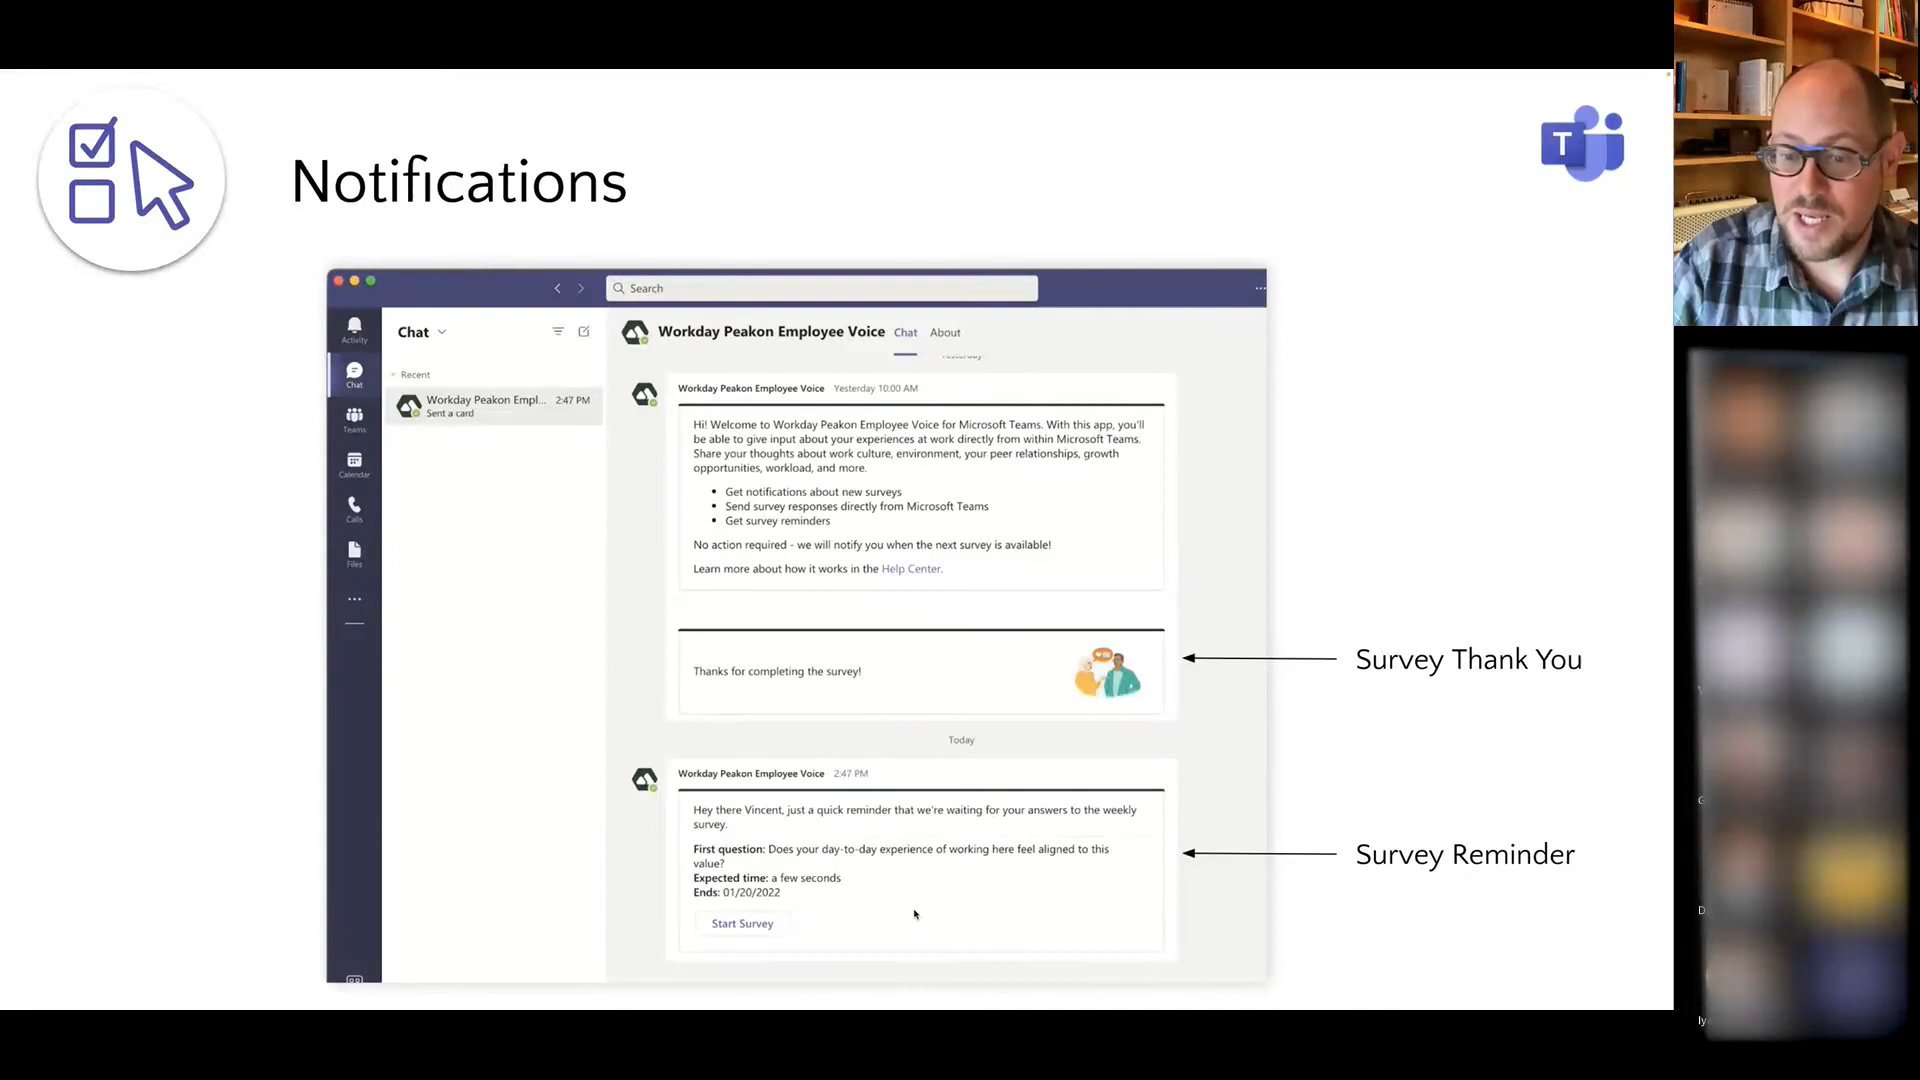 Notifications
T
Search
Activity
Chat
Teams
Calendar
Calls
Files
Chat
Recent
Workday Peakon Empl... 2:47 PM
Sent a card
Workday Peakon Employee Voice Chat About
Yesterday
Workday Peakon Employee Voice Yesterday 10:00 AM
Hi! Welcome to Workday Peakon Employee Voice for Microsoft Teams. With this app, you'll
be able to give input about your experiences at work directly from within Microsoft Teams.
Share your thoughts about work culture, environment, your peer relationships, growth
opportunities, workload, and more.
• Get notifications about new surveys
• Send survey responses directly from Microsoft Teams
• Get survey reminders
No action required - we will notify you when the next survey is available!
Learn more about how it works in the Help Center.
Thanks for completing the survey!
Survey Thank You
Today
Workday Peakon Employee Voice 2:47 PM
Hey there Vincent, just a quick reminder that we're waiting for your answers to the weekly
survey.
First question: Does your day-to-day experience of working here feel aligned to this
value?
Expected time: a few seconds
Ends: 01/20/2022
Start Survey
Survey Reminder